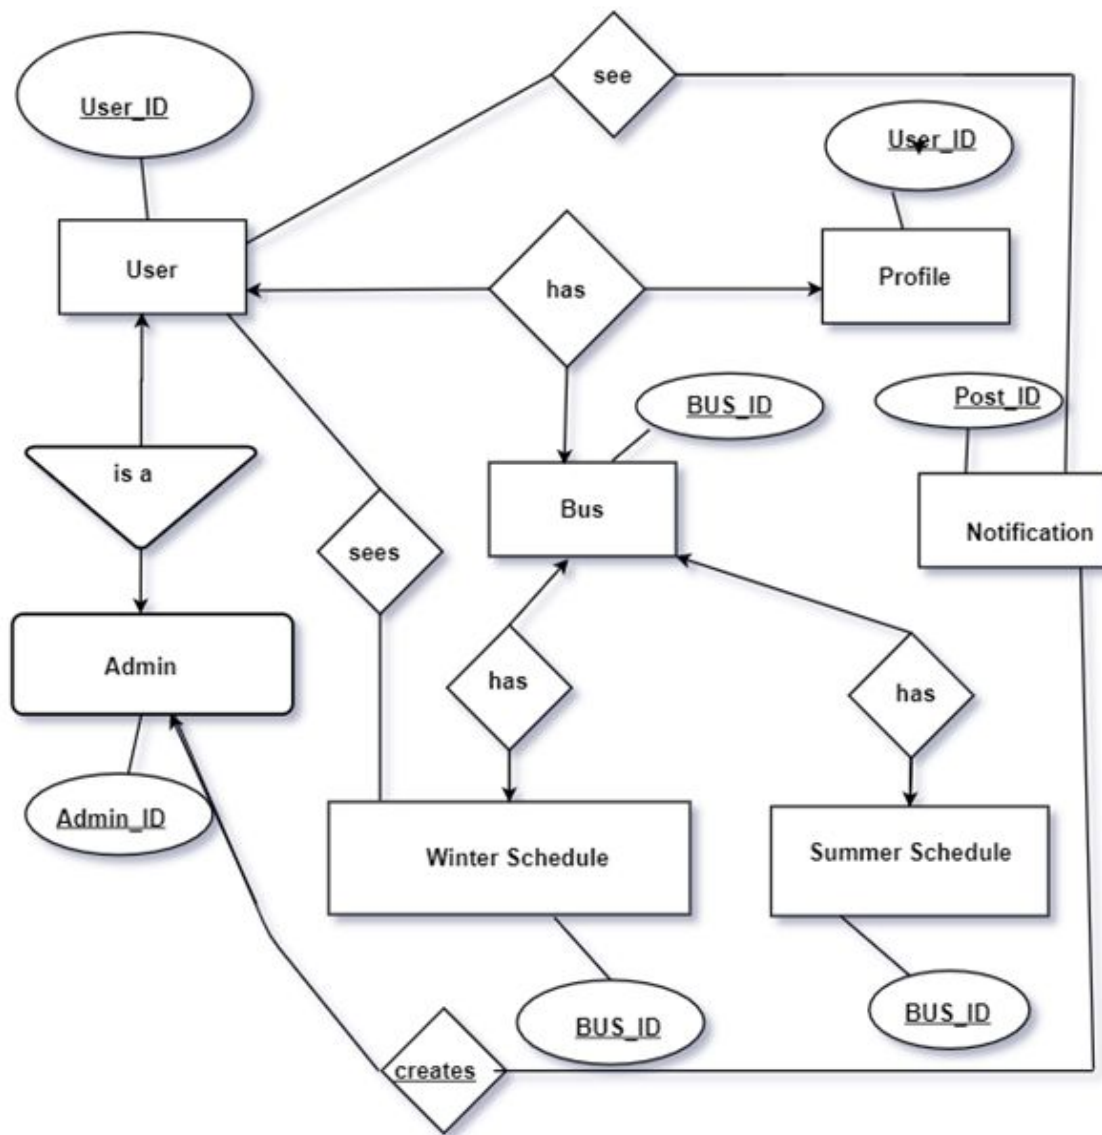 see
User_ID
User_ID
User
has
Profile
BUS_ID
Post_ID
is a
Bus
Notification
sees
Admin
has
has
Admin_ID
Winter Schedule
Summer Schedule
BUS_ID
BUS_ID
creates